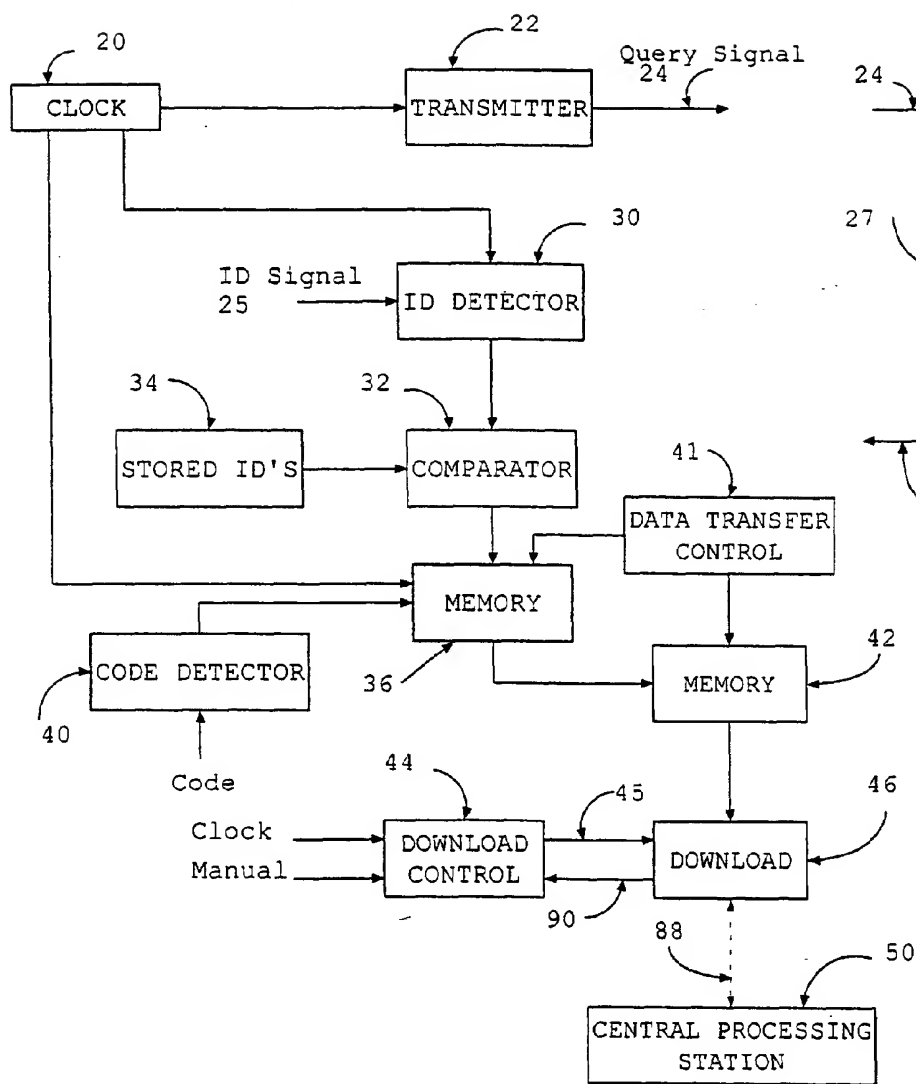 20
22
Query Signal
24
24
CLOCK
TRANSMITTER
30
27
ID Signal
25
ID DETECTOR
34
32
41
STORED ID'S
COMPARATOR
DATA TRANSFER
CONTROL
MEMORY
42
CODE DETECTOR
36
MEMORY
40
Code
44
45
46
Clock
Manual
DOWNLOAD
CONTROL
DOWNLOAD
90
88
50
CENTRAL PROCESSING
STATION